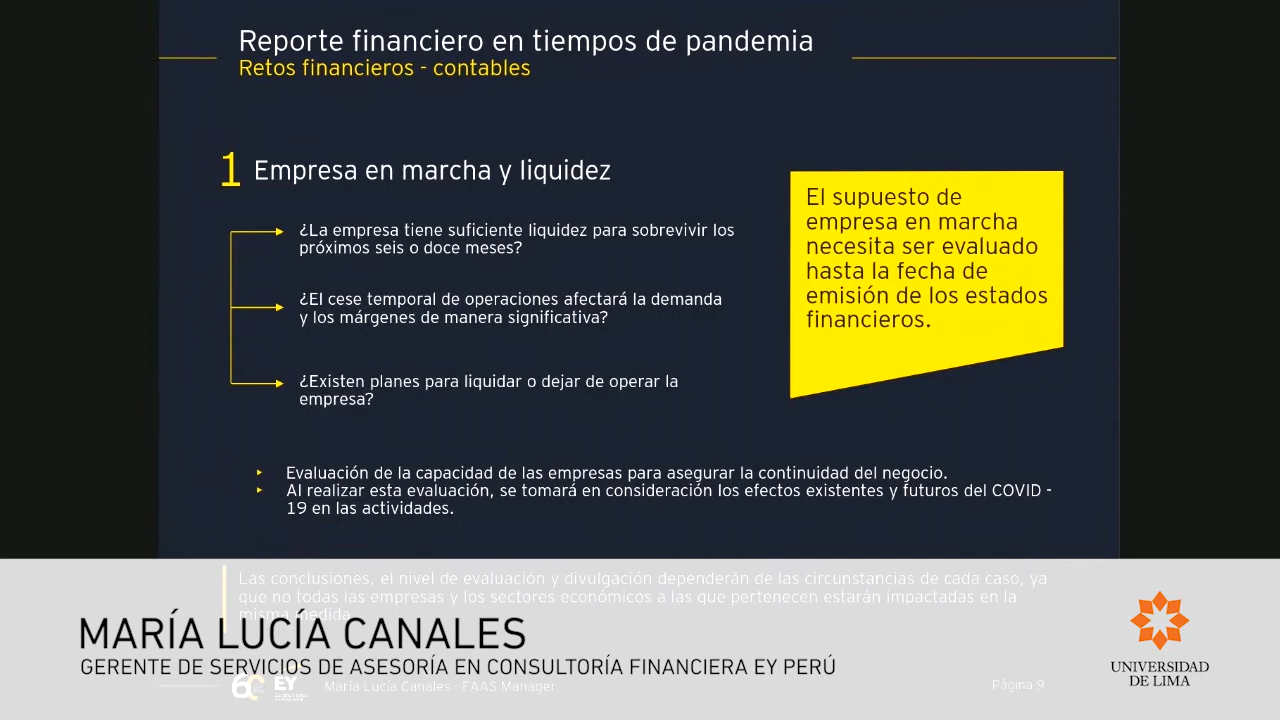 Reporte financiero en tiempos de pandemia
Retos financieros - contables
1 Empresa en marcha y liquidez
¿La empresa tiene suficiente liquidez para sobrevivir los
próximos seis o doce meses?
¿El cese temporal de operaciones afectará la demanda
y los márgenes de manera significativa?
¿Existen planes para liquidar o dejar de operar la
empresa?
El supuesto de
empresa en marcha
necesita ser evaluado
hasta la fecha de
emisión de los estados
financieros.
Evaluación de la capacidad de las empresas para asegurar la continuidad del negocio.
Al realizar esta evaluación, se tomará en consideración los efectos existentes y futuros del COVID -
19 en las actividades.
Las conclusiones, el nivel de evaluación y divulgación dependerán de las circunstancias de cada caso, ya
que no todas las empresas y los sectores económicos a las que pertenecen estarán impactadas en la
misma medida.
MARÍA LUCÍA CANALES
GERENTE DE SERVICIOS DE ASESORÍA EN CONSULTORÍA FINANCIERA EY PERÚ
EY
María Lucía Canales - FAAS Manager
Página 9
UNIVERSIDAD
DE LIMA